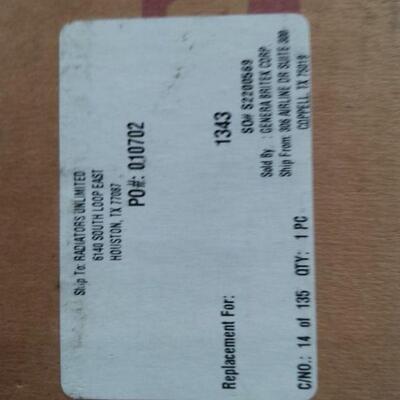 Ship To: RADIATORS UNLIMITED
6140 SOUTH LOOP EAST
HOUSTON, TX 77087
PO#: 010702
Replacement For: 1343
SO# S2200569
Sold By : GENERA BRITEK CORP.
Ship From: 306 AIRLINE DR SUITE 300
COPPELL, TX 75019
C/NO.: 14 of 135 QTY: 1 PC